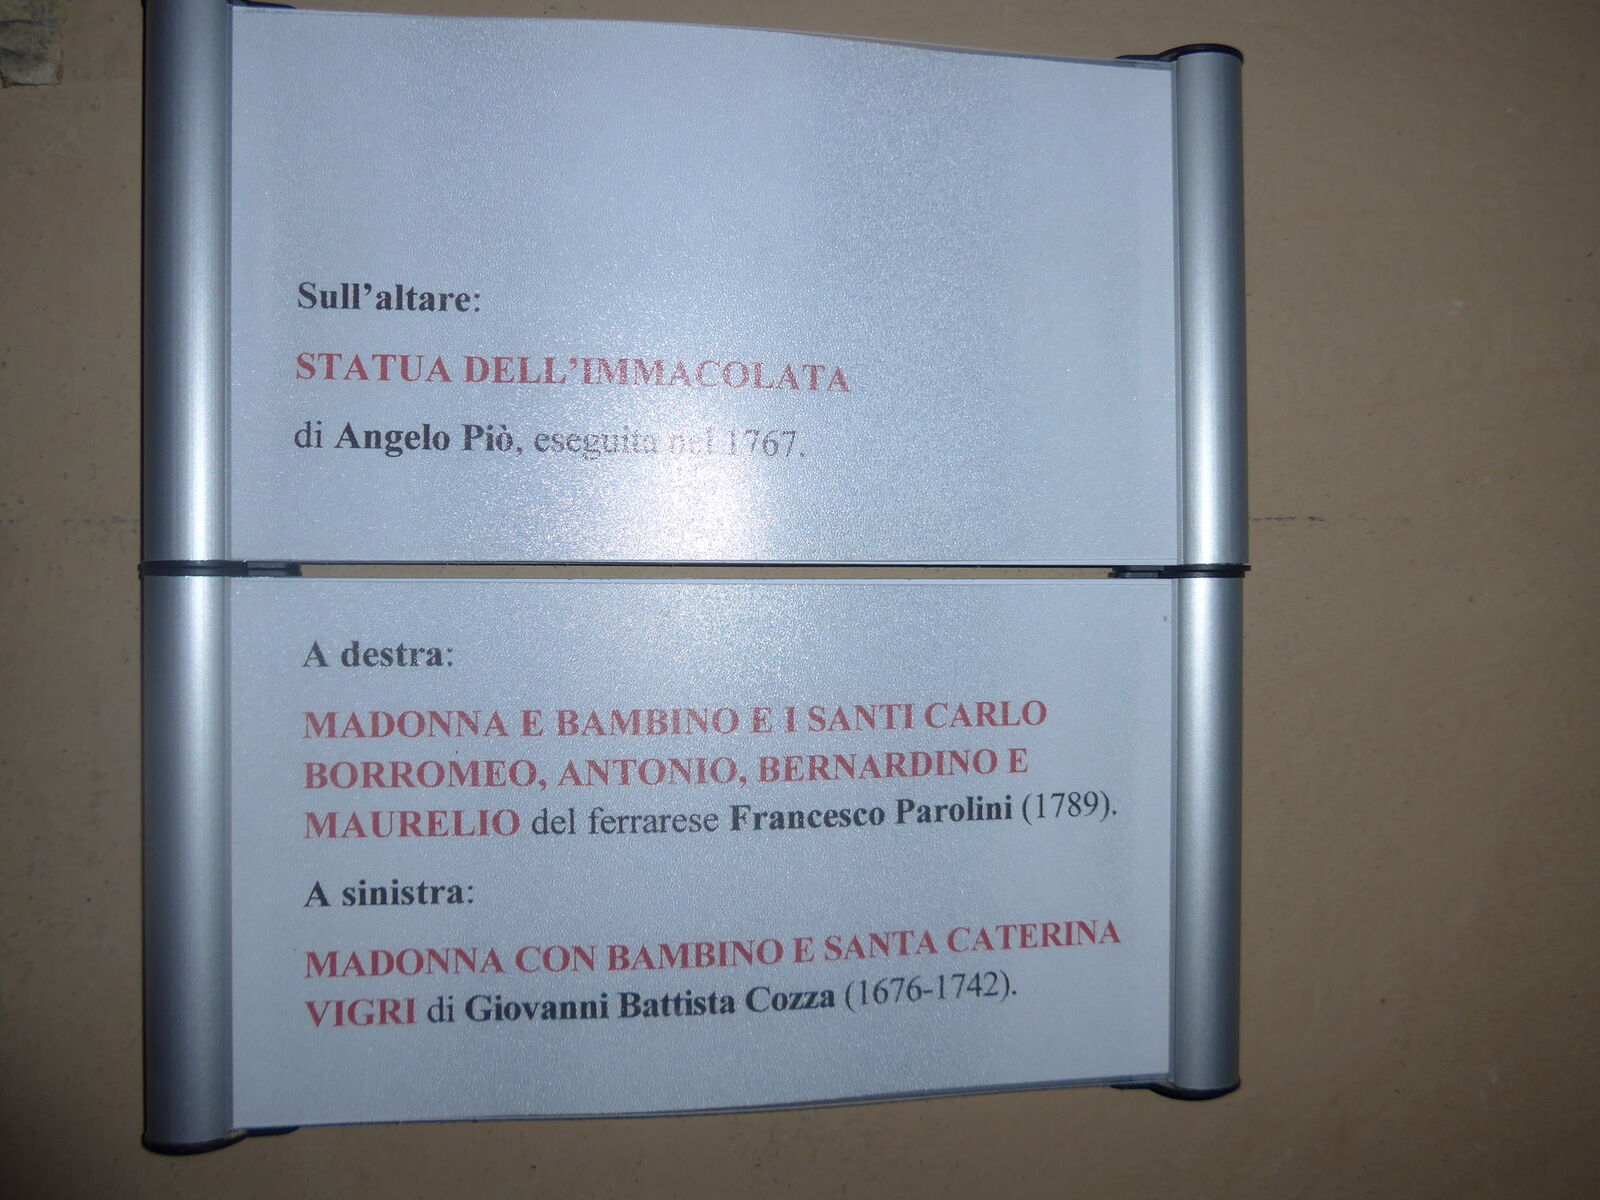 Sull'altare:
STATUA DELL'IMMACOLATA
di Angelo Piò, eseguita nel 1767.
A destra:
MADONNA E BAMBINO E I SANTI CARLO
BORROMEO, ANTONIO, BERNARDINO E
MAURELIO del ferrarese Francesco Parolini (1789).
A sinistra:
MADONNA CON BAMBINO E SANTA CATERINA
VIGRI di Giovanni Battista Cozza (1676-1742).